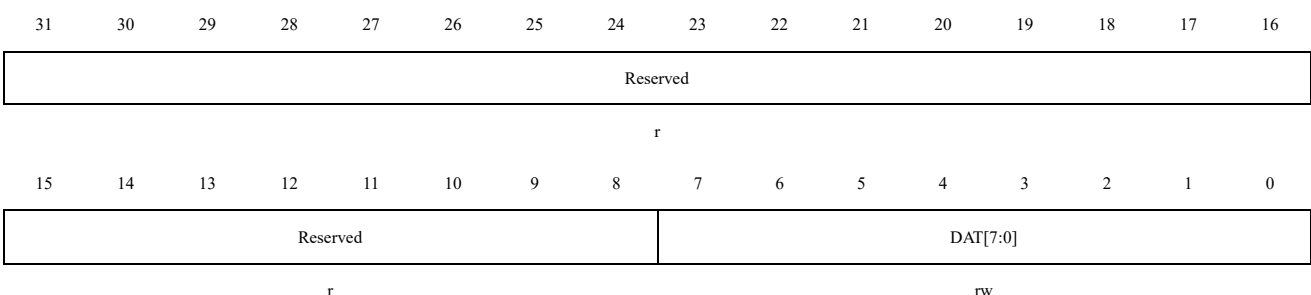 31 30 29 28 27 26 25 24 23 22 21 20 19 18 17 16
Reserved
r
15 14 13 12 11 10 9 8 7 6 5 4 3 2 1 0
Reserved DAT[7:0]
r rw